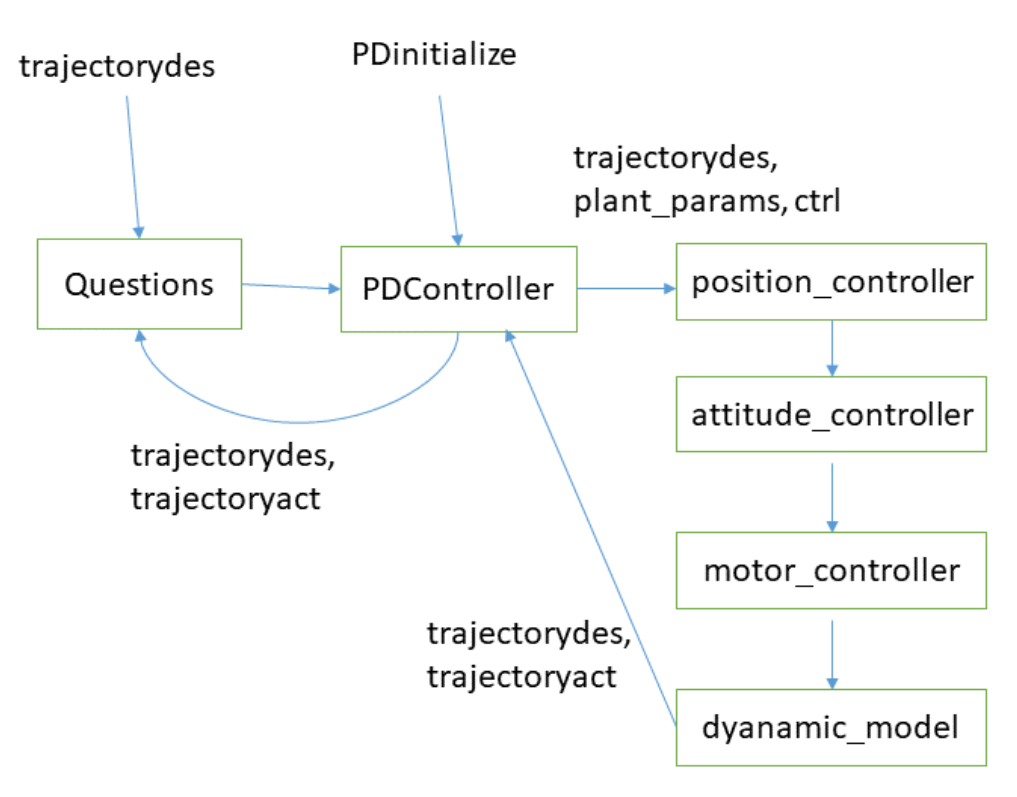 trajectorydes
PDinitialize
trajectorydes,
plant_params, ctrl
Questions
PDController
position_controller
attitude_controller
trajectorydes,
trajectoryact
motor_controller
trajectorydes,
trajectoryact
dyanamic_model